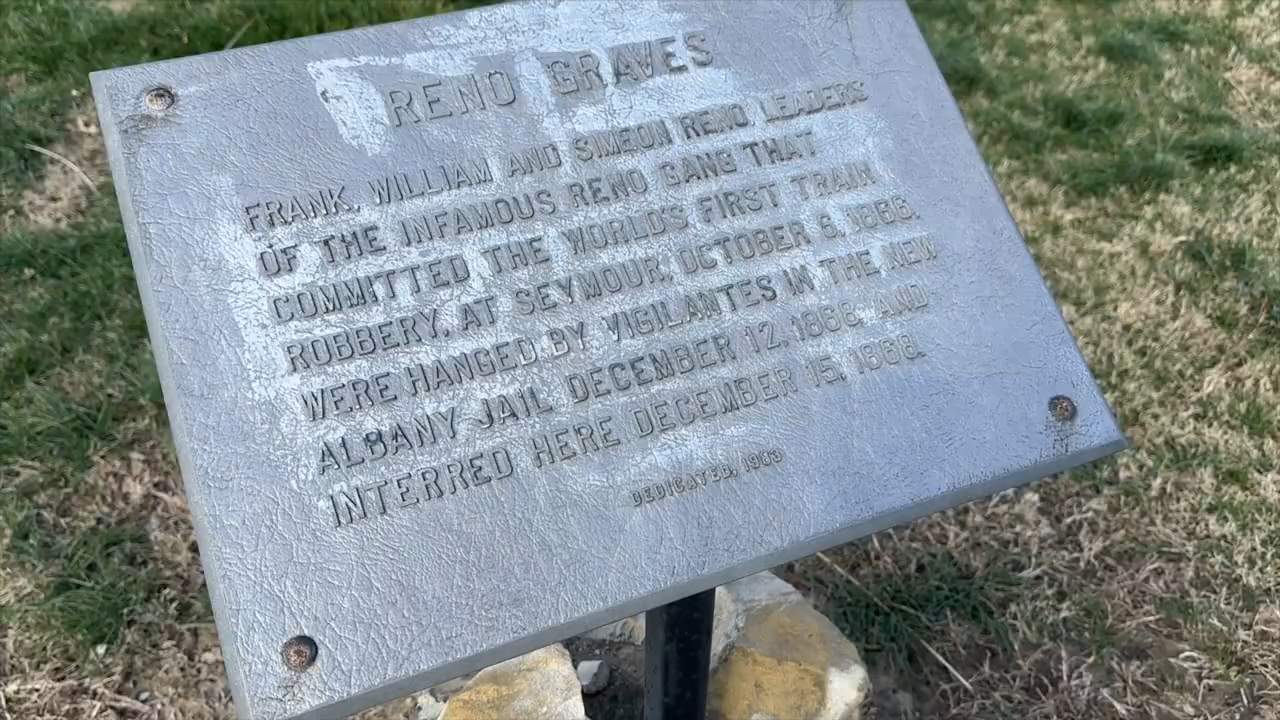 RENO GRAVES
FRANK, WILLIAM AND SIMEON RENO LEADERS
OF THE INFAMOUS RENO GANG THAT
COMMITTED THE WORLD'S FIRST TRAIN
ROBBERY, AT SEYMOUR, OCTOBER 6, 1866.
WERE HANGED BY VIGILANTES IN THE NEW
ALBANY JAIL DECEMBER 12, 1868 AND
INTERRED HERE DECEMBER 15, 1868.
DEDICATED, 1983